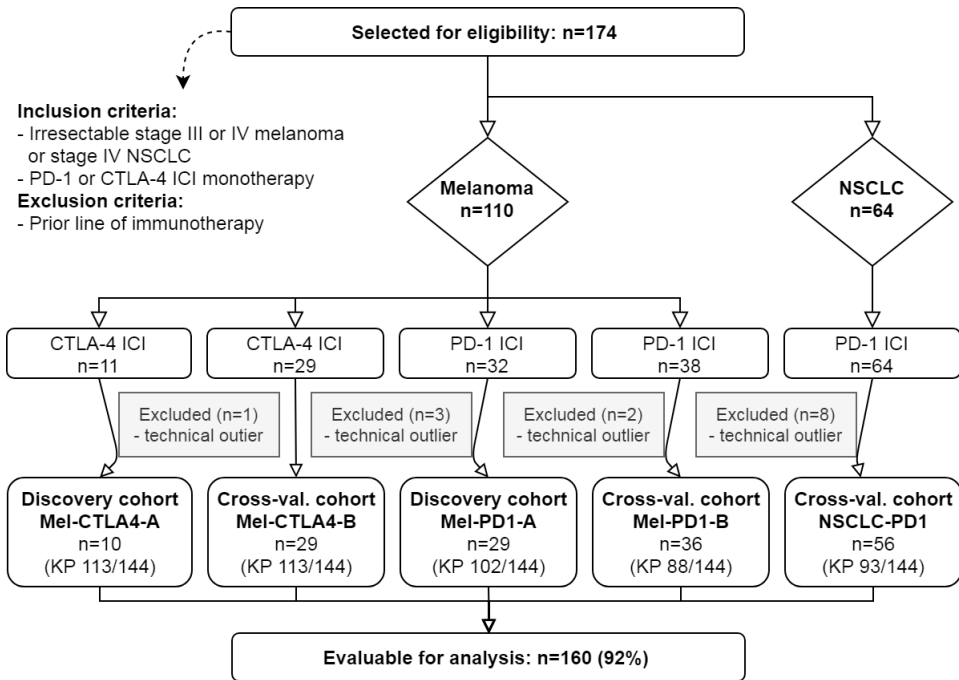 Selected for eligibility: n=174
Inclusion criteria:
- Irresectable stage III or IV melanoma
or stage IV NSCLC
- PD-1 or CTLA-4 ICI monotherapy
Exclusion criteria:
- Prior line of immunotherapy
Melanoma
n=110
NSCLC
n=64
CTLA-4 ICI
n=11
CTLA-4 ICI
n=29
PD-1 ICI
n=32
PD-1 ICI
n=38
PD-1 ICI
n=64
Excluded (n=1)
- technical outlier
Excluded (n=3)
- technical outlier
Excluded (n=2)
- technical outlier
Excluded (n=8)
- technical outlier
Discovery cohort
Mel-CTLA4-A
n=10
(KP 113/144)
Cross-val. cohort
Mel-CTLA4-B
n=29
(KP 113/144)
Discovery cohort
Mel-PD1-A
n=29
(KP 102/144)
Cross-val. cohort
Mel-PD1-B
n=36
(KP 88/144)
Cross-val. cohort
NSCLC-PD1
n=56
(KP 93/144)
Evaluable for analysis: n=160 (92%)